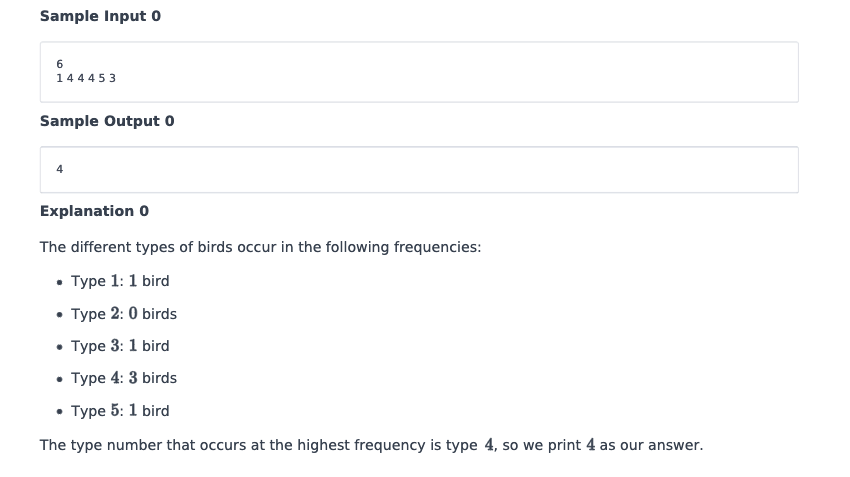 Sample Input 0
6
1 4 4 4 5 3
Sample Output 0
4
Explanation 0
The different types of birds occur in the following frequencies:
• Type 1: 1 bird
• Type 2: 0 birds
• Type 3: 1 bird
• Type 4: 3 birds
• Type 5: 1 bird
The type number that occurs at the highest frequency is type 4, so we print 4 as our answer.